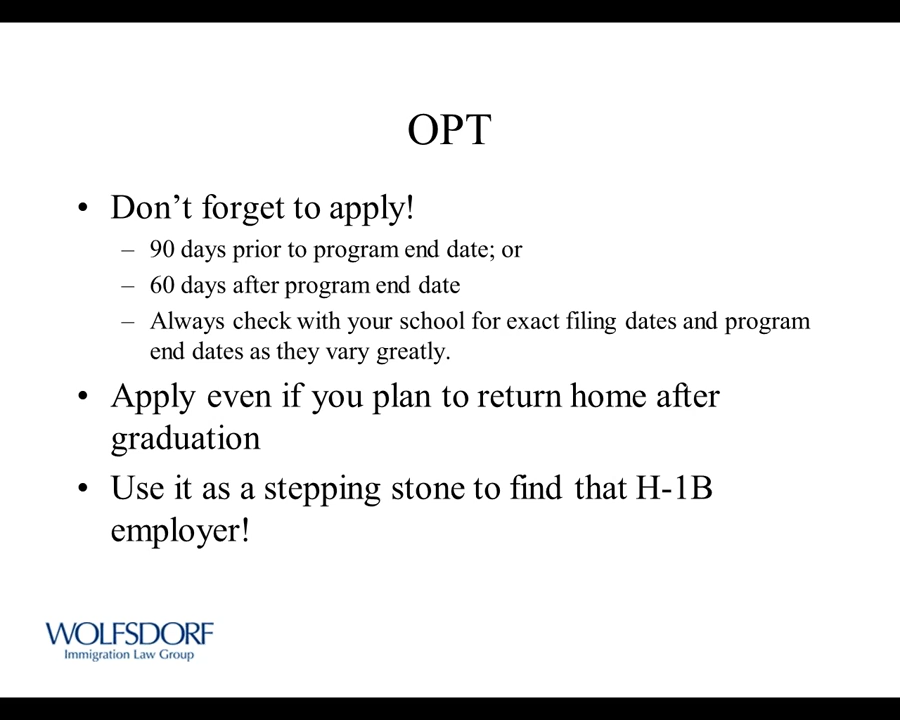 OPT
• Don’t forget to apply!
– 90 days prior to program end date; or
– 60 days after program end date
– Always check with your school for exact filing dates and program
end dates as they vary greatly.
• Apply even if you plan to return home after
graduation
• Use it as a stepping stone to find that H-1B
employer!
WOLFSDORF
Immigration Law Group